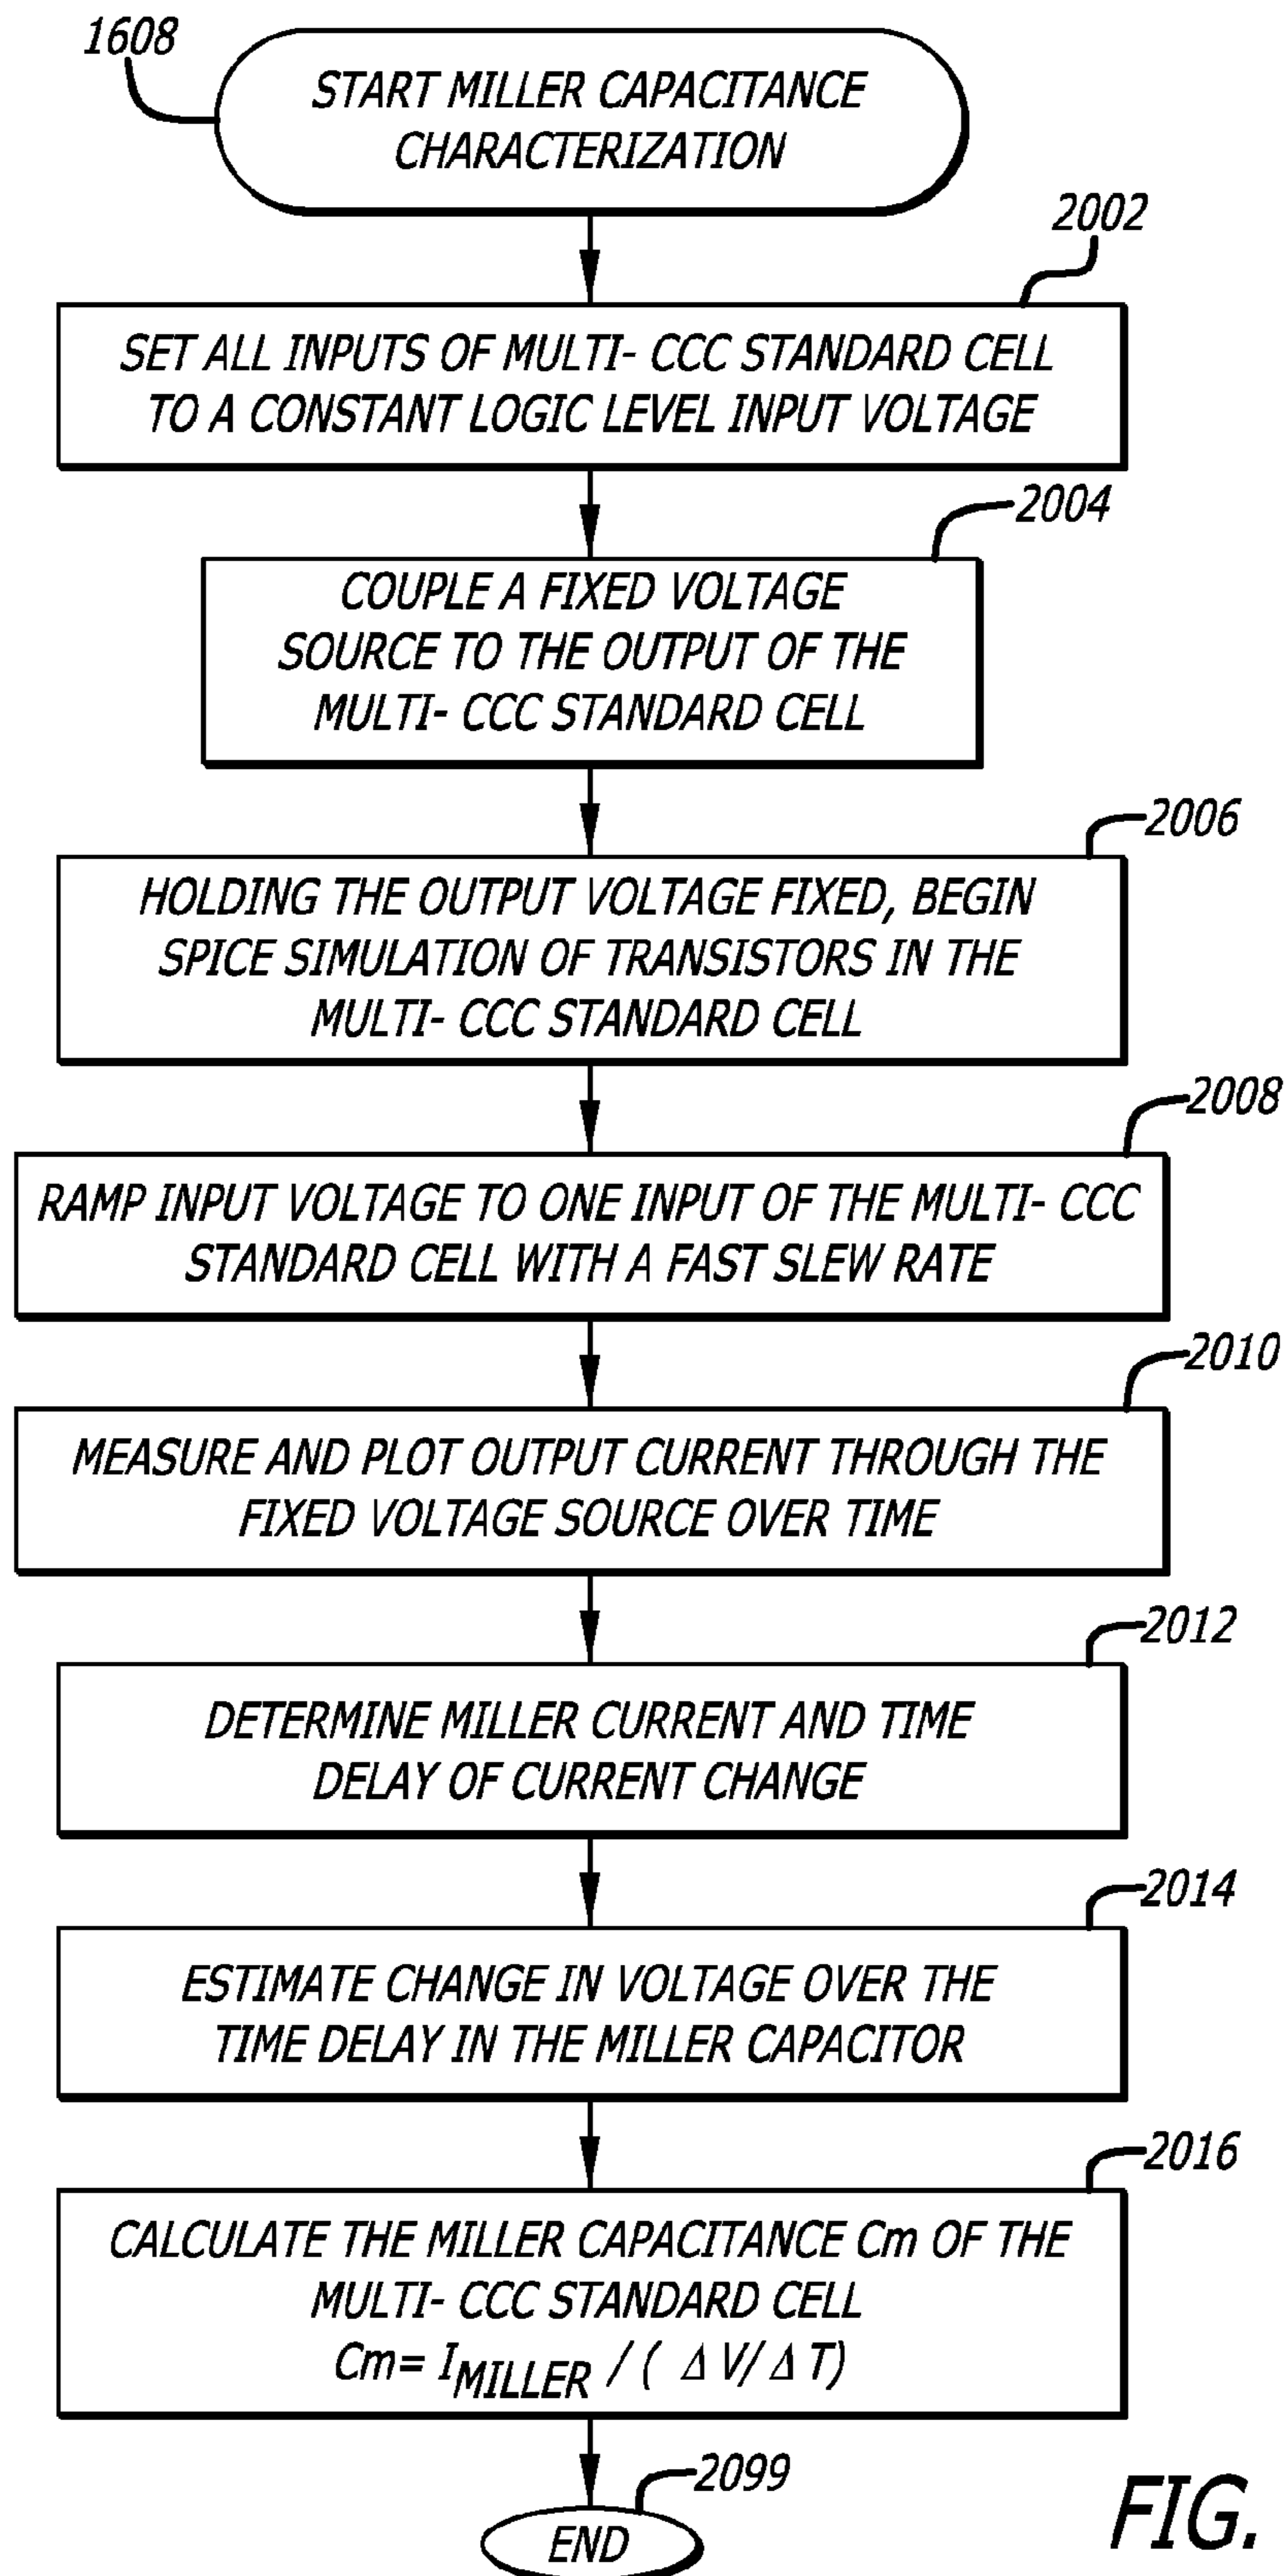 1608
START MILLER CAPACITANCE
CHARACTERIZATION
2002
SET ALL INPUTS OF MULTI- CCC STANDARD CELL
TO A CONSTANT LOGIC LEVEL INPUT VOLTAGE
2004
COUPLE A FIXED VOLTAGE
SOURCE TO THE OUTPUT OF THE
MULTI- CCC STANDARD CELL
2006
HOLDING THE OUTPUT VOLTAGE FIXED, BEGIN
SPICE SIMULATION OF TRANSISTORS IN THE
MULTI- CCC STANDARD CELL
2008
RAMP INPUT VOLTAGE TO ONE INPUT OF THE MULTI- CCC
STANDARD CELL WITH A FAST SLEW RATE
2010
MEASURE AND PLOT OUTPUT CURRENT THROUGH THE
FIXED VOLTAGE SOURCE OVER TIME
2012
DETERMINE MILLER CURRENT AND TIME
DELAY OF CURRENT CHANGE
2014
ESTIMATE CHANGE IN VOLTAGE OVER THE
TIME DELAY IN THE MILLER CAPACITOR
2016
CALCULATE THE MILLER CAPACITANCE Cm OF THE
MULTI- CCC STANDARD CELL
Cm= I MILLER / ( Δ V/ Δ T)
2099
END
FIG.